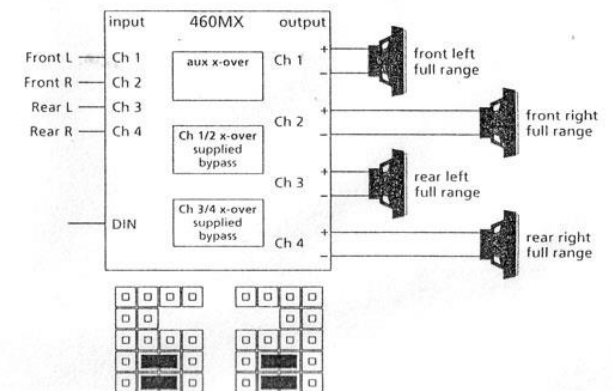 input 460MX output
Front L Ch 1
Front R Ch 2
Rear L Ch 3
Rear R Ch 4
DIN
aux x-over
Ch 1/2 x-over
supplied
bypass
Ch 3/4 x-over
supplied
bypass
Ch 1 + −
front left
full range
Ch 2 + −
front right
full range
Ch 3 + −
rear left
full range
Ch 4 + −
rear right
full range